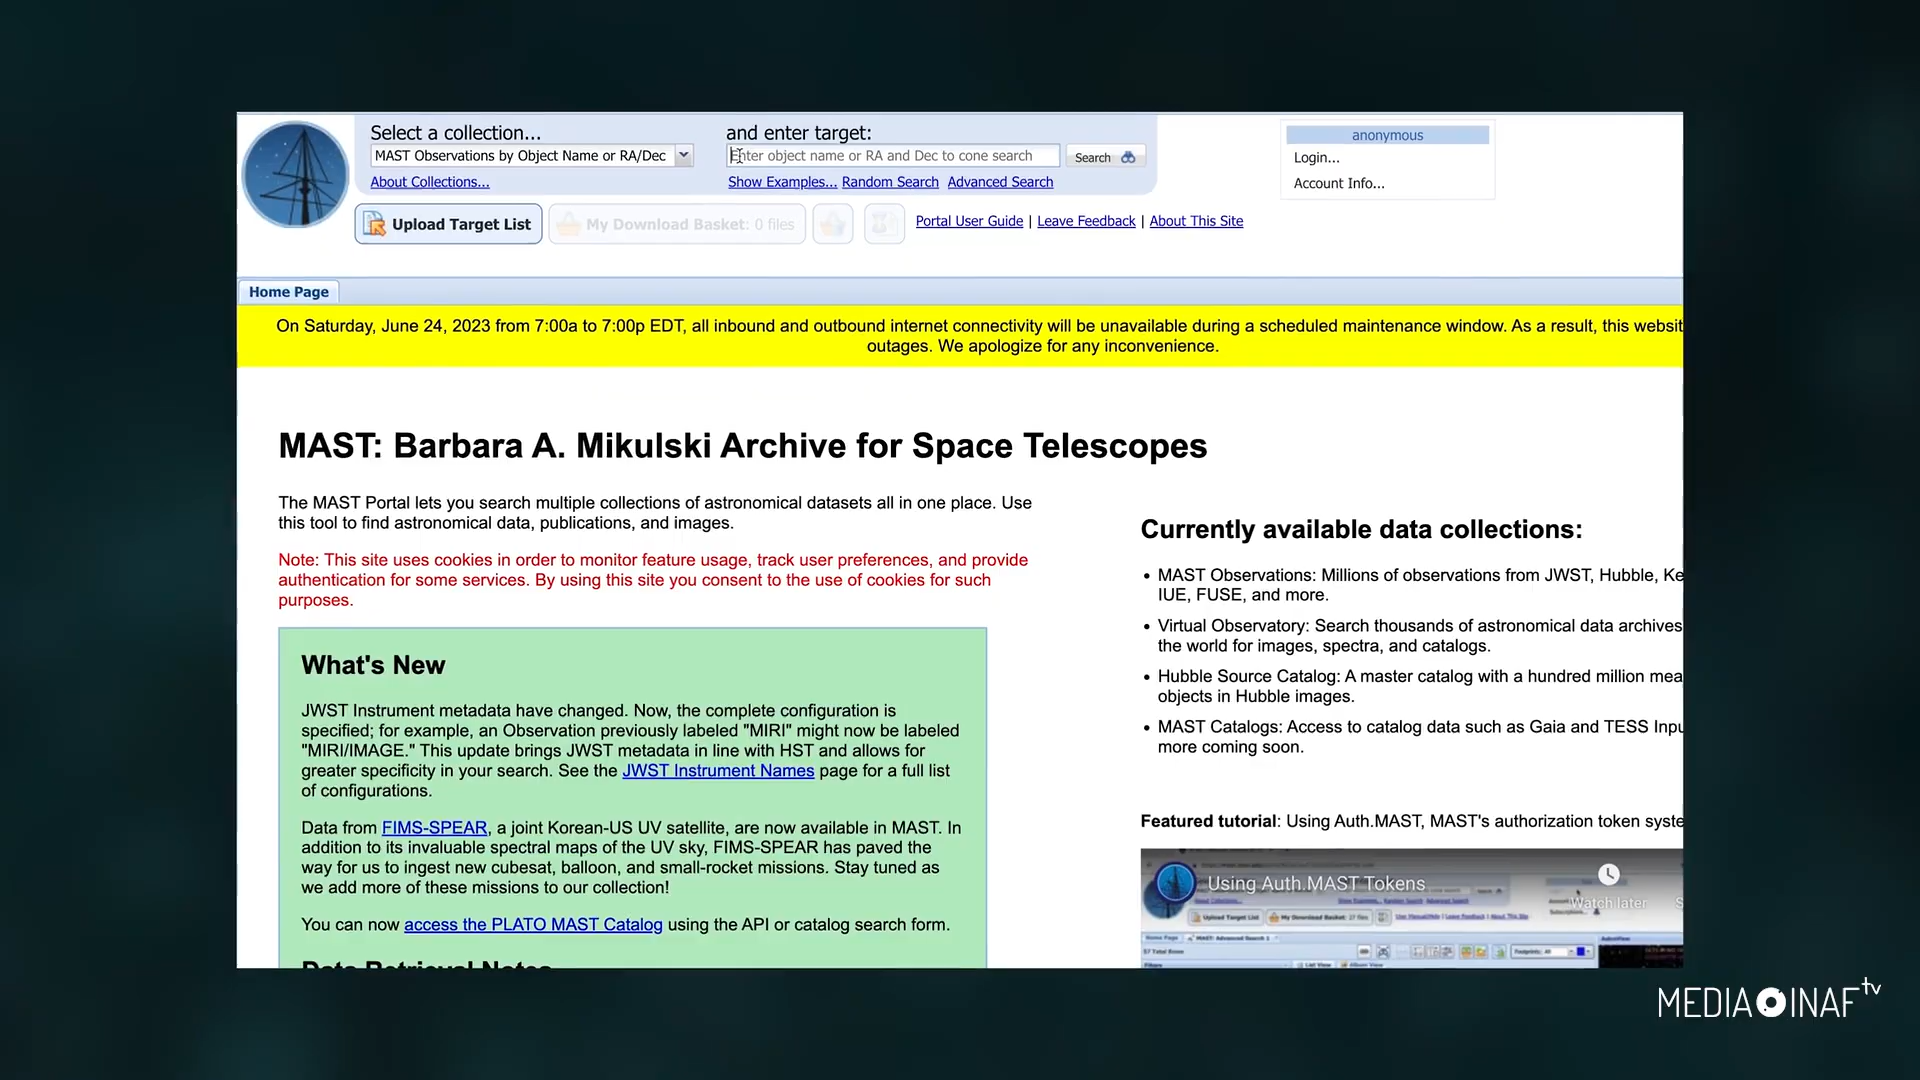 Select a collection...
and enter target:
anonymous
MAST Observations by Object Name or RA/Dec
Enter object name or RA and Dec to cone search
Search
Login...
About Collections...
Show Examples... Random Search Advanced Search
Account Info...
Upload Target List
My Download Basket: 0 files
Portal User Guide | Leave Feedback | About This Site
Home Page
On Saturday, June 24, 2023 from 7:00a to 7:00p EDT, all inbound and outbound internet connectivity will be unavailable during a scheduled maintenance window. As a result, this websit
outages. We apologize for any inconvenience.
MAST: Barbara A. Mikulski Archive for Space Telescopes
The MAST Portal lets you search multiple collections of astronomical datasets all in one place. Use
this tool to find astronomical data, publications, and images.
Note: This site uses cookies in order to monitor feature usage, track user preferences, and provide
authentication for some services. By using this site you consent to the use of cookies for such
purposes.
What's New
JWST Instrument metadata have changed. Now, the complete configuration is
specified; for example, an Observation previously labeled "MIRI" might now be labeled
"MIRI/IMAGE." This update brings JWST metadata in line with HST and allows for
greater specificity in your search. See the JWST Instrument Names page for a full list
of configurations.
Data from FIMS-SPEAR, a joint Korean-US UV satellite, are now available in MAST. In
addition to its invaluable spectral maps of the UV sky, FIMS-SPEAR has paved the
way for us to ingest new cubesat, balloon, and small-rocket missions. Stay tuned as
we add more of these missions to our collection!
You can now access the PLATO MAST Catalog using the API or catalog search form.
Data Retrieval Notes
Currently available data collections:
• MAST Observations: Millions of observations from JWST, Hubble, Ke
IUE, FUSE, and more.
• Virtual Observatory: Search thousands of astronomical data archives
the world for images, spectra, and catalogs.
• Hubble Source Catalog: A master catalog with a hundred million mea
objects in Hubble images.
• MAST Catalogs: Access to catalog data such as Gaia and TESS Inpu
more coming soon.
Featured tutorial: Using Auth.MAST, MAST's authorization token syste
Using Auth.MAST Tokens
Watch later
Upload Target List
My Download Basket: 27 files
MEDIA INAF tv